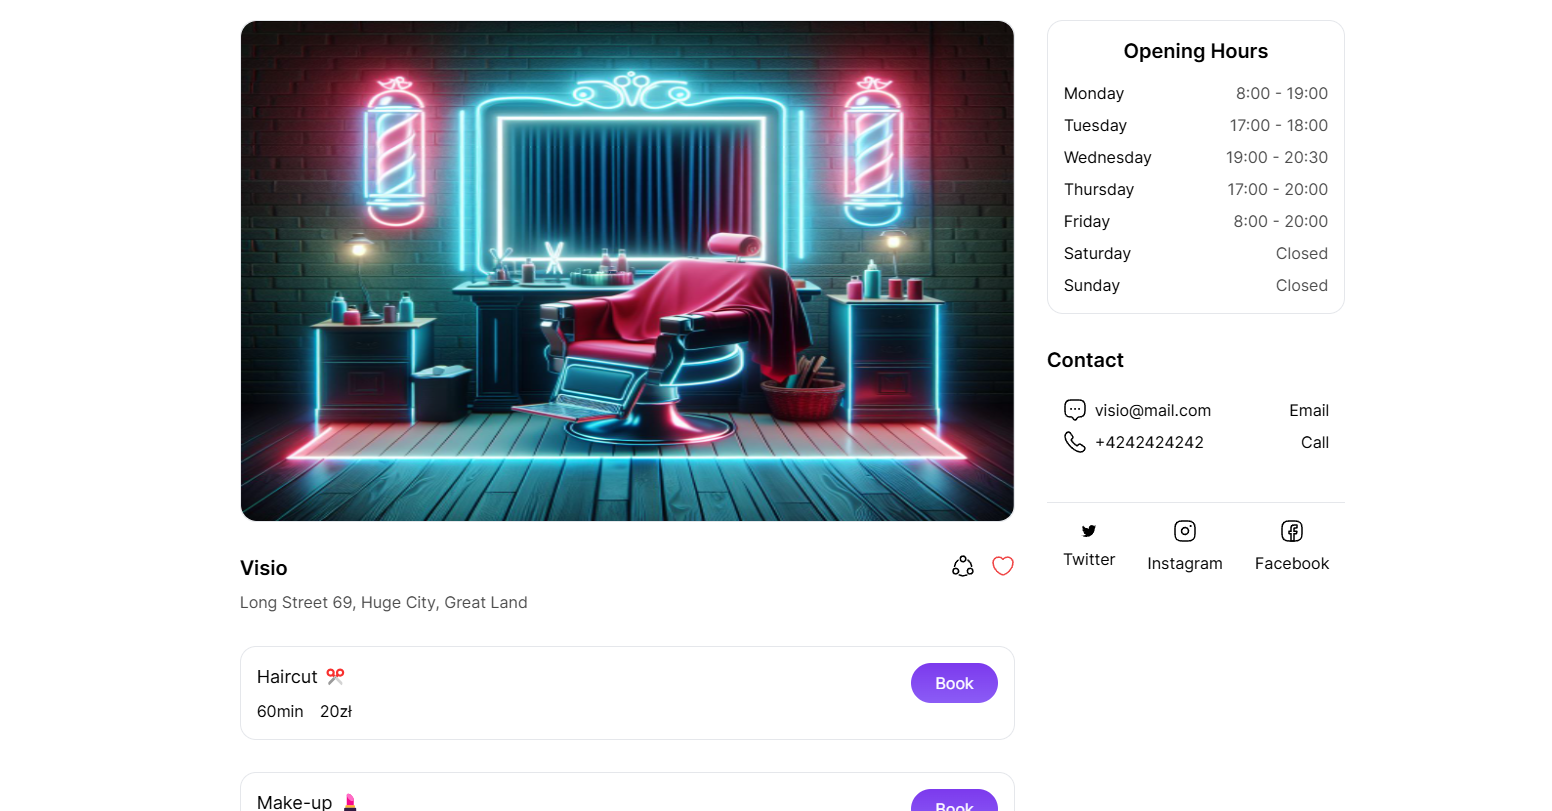 Opening Hours
Monday 8:00 - 19:00
Tuesday 17:00 - 18:00
Wednesday 19:00 - 20:30
Thursday 17:00 - 20:00
Friday 8:00 - 20:00
Saturday Closed
Sunday Closed
Contact
visio@mail.com Email
+4242424242 Call
Twitter Instagram Facebook
Visio
Long Street 69, Huge City, Great Land
Haircut
Book
60min 20zł
Make-up
Book